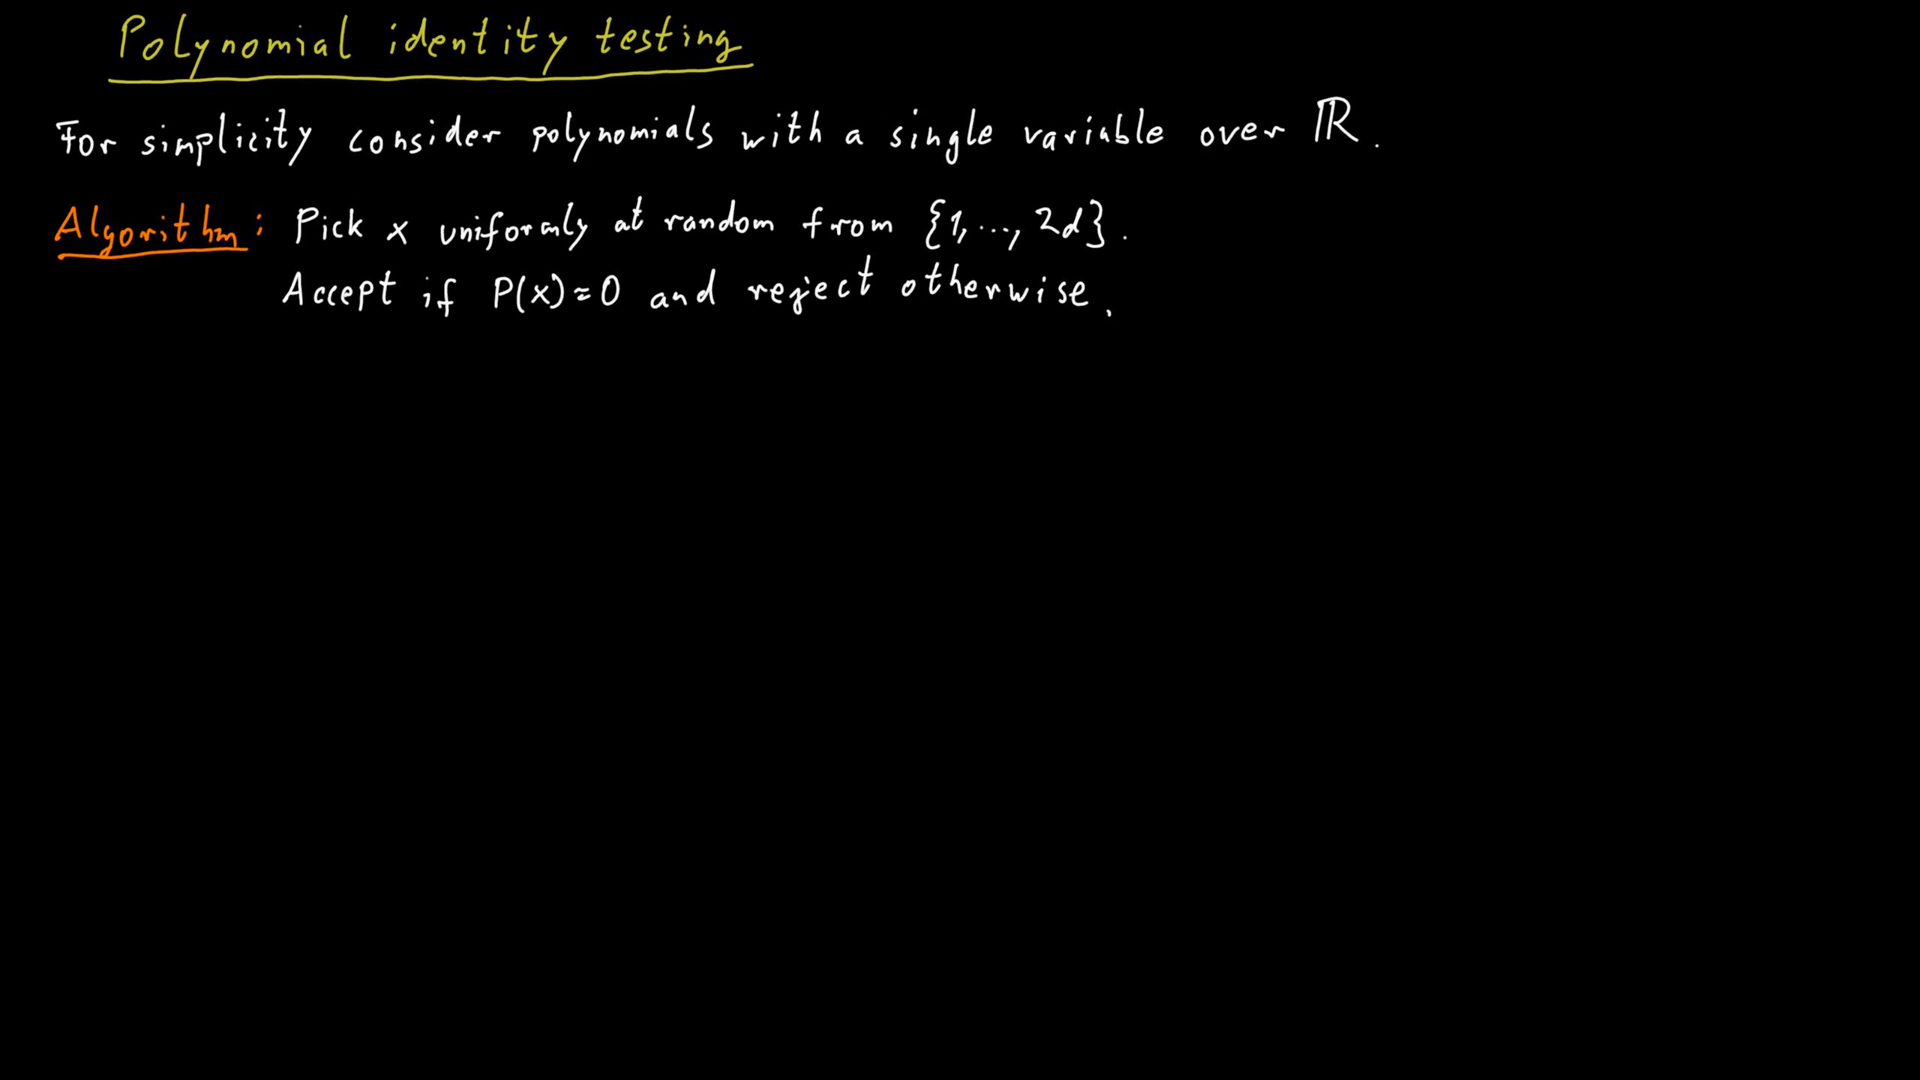 Polynomial identity testing
For simplicity consider polynomials with a single variable over ℝ.
Algorithm: Pick x uniformly at random from {1, ..., 2d}.
Accept if P(x)=0 and reject otherwise.